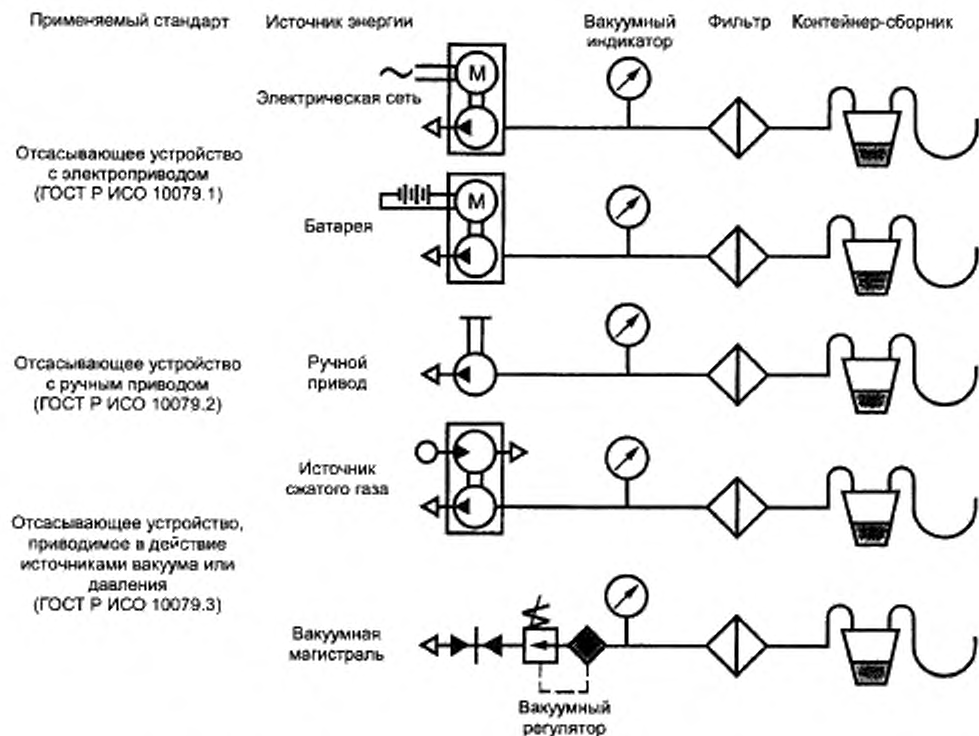 Применяемый стандарт
Источник энергии
Вакуумный
индикатор
Фильтр
Контейнер-сборник
M
Электрическая сеть
Отсасывающее устройство
с электроприводом
(ГОСТ Р ИСО 10079.1)
M
Батарея
Отсасывающее устройство
с ручным приводом
(ГОСТ Р ИСО 10079.2)
Ручной
привод
Источник
сжатого газа
Отсасывающее устройство,
приводимое в действие
источниками вакуума или
давления
(ГОСТ Р ИСО 10079.3)
Вакуумная
магистраль
Вакуумный
регулятор